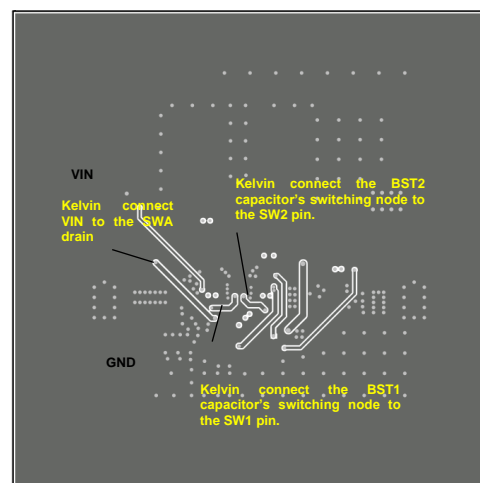 VIN
Kelvin connect
VIN to the SWA
drain
Kelvin connect the BST2
capacitor's switching node to
the SW2 pin.
GND
Kelvin connect the BST1
capacitor's switching node to
the SW1 pin.